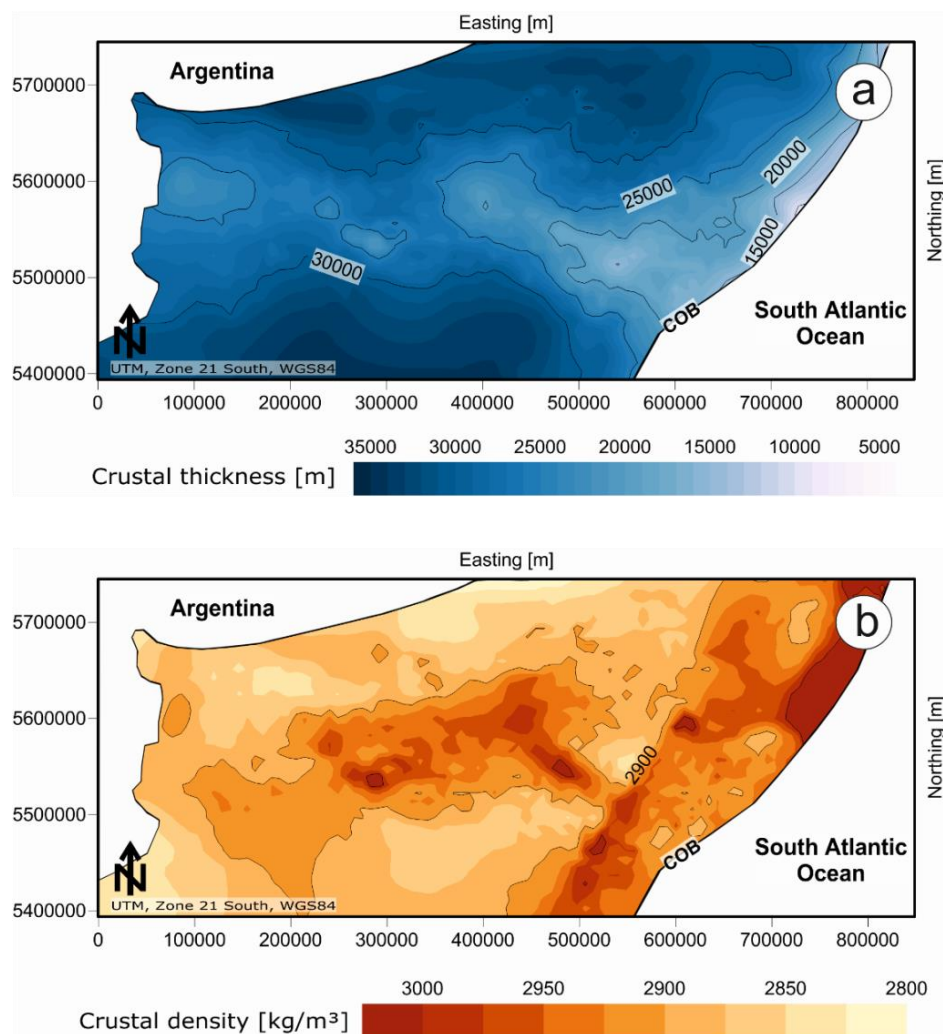 Easting [m]
Argentina
a
5700000
5600000
5500000
5400000
20000
25000
15000
30000
COB
Northing [m]
South Atlantic
Ocean
N
UTM, Zone 21 South, WGS84
0 100000 200000 300000 400000 500000 600000 700000 800000
35000 30000 25000 20000 15000 10000 5000
Crustal thickness [m]
Easting [m]
Argentina
b
5700000
5600000
5500000
5400000
2900
COB
Northing [m]
South Atlantic
Ocean
N
UTM, Zone 21 South, WGS84
0 100000 200000 300000 400000 500000 600000 700000 800000
3000 2950 2900 2850 2800
Crustal density [kg/m³]